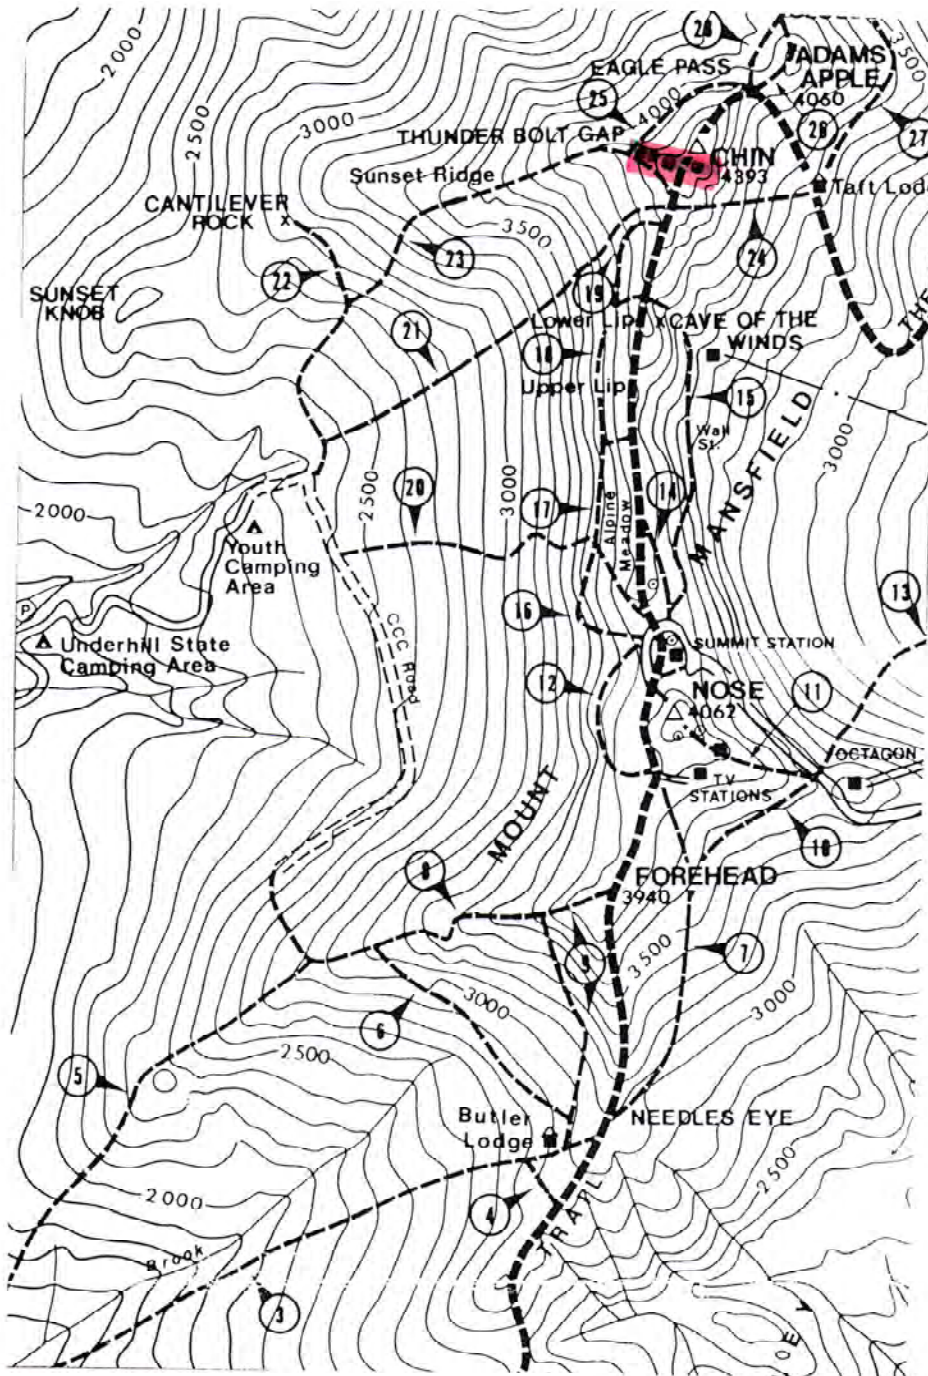 2000
28
3500
ADAMS
APPLE
4060
EAGLE PASS
25
4000
2500
3000
26
27
THUNDER BOLT GAP
CHIN
4393
Sunset Ridge
Taft Lod
CANTILEVER
ROCK
x
3500
23
24
22
19
SUNSET
KNOB
Lower Lip
x
CAVE OF THE
WINDS
THE
21
18
Upper Lip
15
Wall
St.
3000
2500
20
3000
14
MANSFIELD
2000
17
Alpine
Meadow
Youth
Camping
Area
13
P
16
Underhill State
Camping Area
CCC Road
SUMMIT STATION
12
NOSE
4062
11
OCTAGON
TV
STATIONS
MOUNT
10
8
FOREHEAD
3940
9
3500
7
3000
6
3000
2500
5
Butler
Lodge
NEEDLES EYE
2500
2000
4
TRAIL
Brook
3